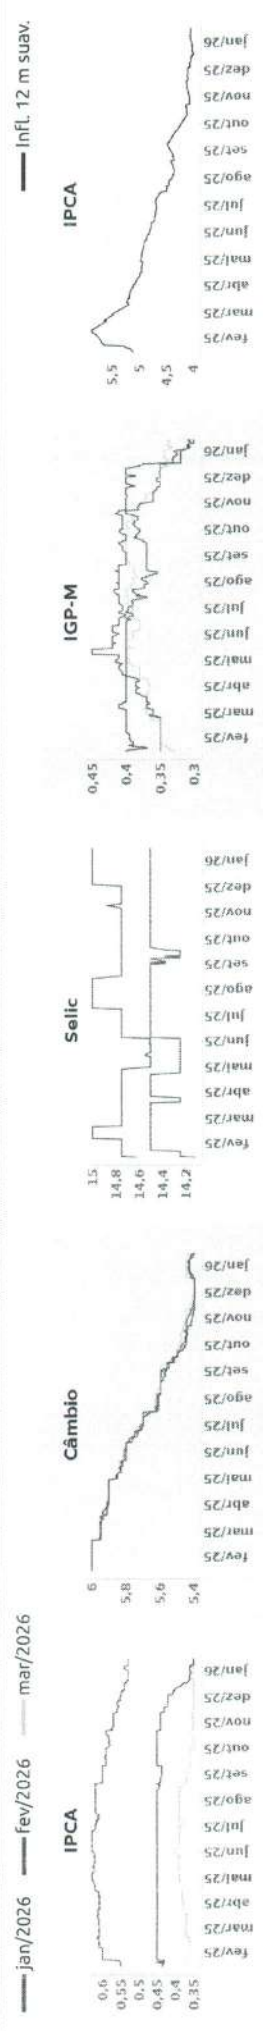 jan/2026 fev/2026 mar/2026
Infl. 12 m suav.
IPCA
0,6
0,55
0,5
0,45
0,4
0,35
fev/25 mar/25 abr/25 mai/25 jun/25 jul/25 ago/25 set/25 out/25 nov/25 dez/25 jan/26
Câmbio
6
5,8
5,6
5,4
fev/25 mar/25 abr/25 mai/25 jun/25 jul/25 ago/25 set/25 out/25 nov/25 dez/25 jan/26
Selic
15
14,8
14,6
14,4
14,2
fev/25 mar/25 abr/25 mai/25 jun/25 jul/25 ago/25 set/25 out/25 nov/25 dez/25 jan/26
IGP-M
0,45
0,4
0,35
0,3
fev/25 mar/25 abr/25 mai/25 jun/25 jul/25 ago/25 set/25 out/25 nov/25 dez/25 jan/26
IPCA
5,5
5
4,5
4
fev/25 mar/25 abr/25 mai/25 jun/25 jul/25 ago/25 set/25 out/25 nov/25 dez/25 jan/26